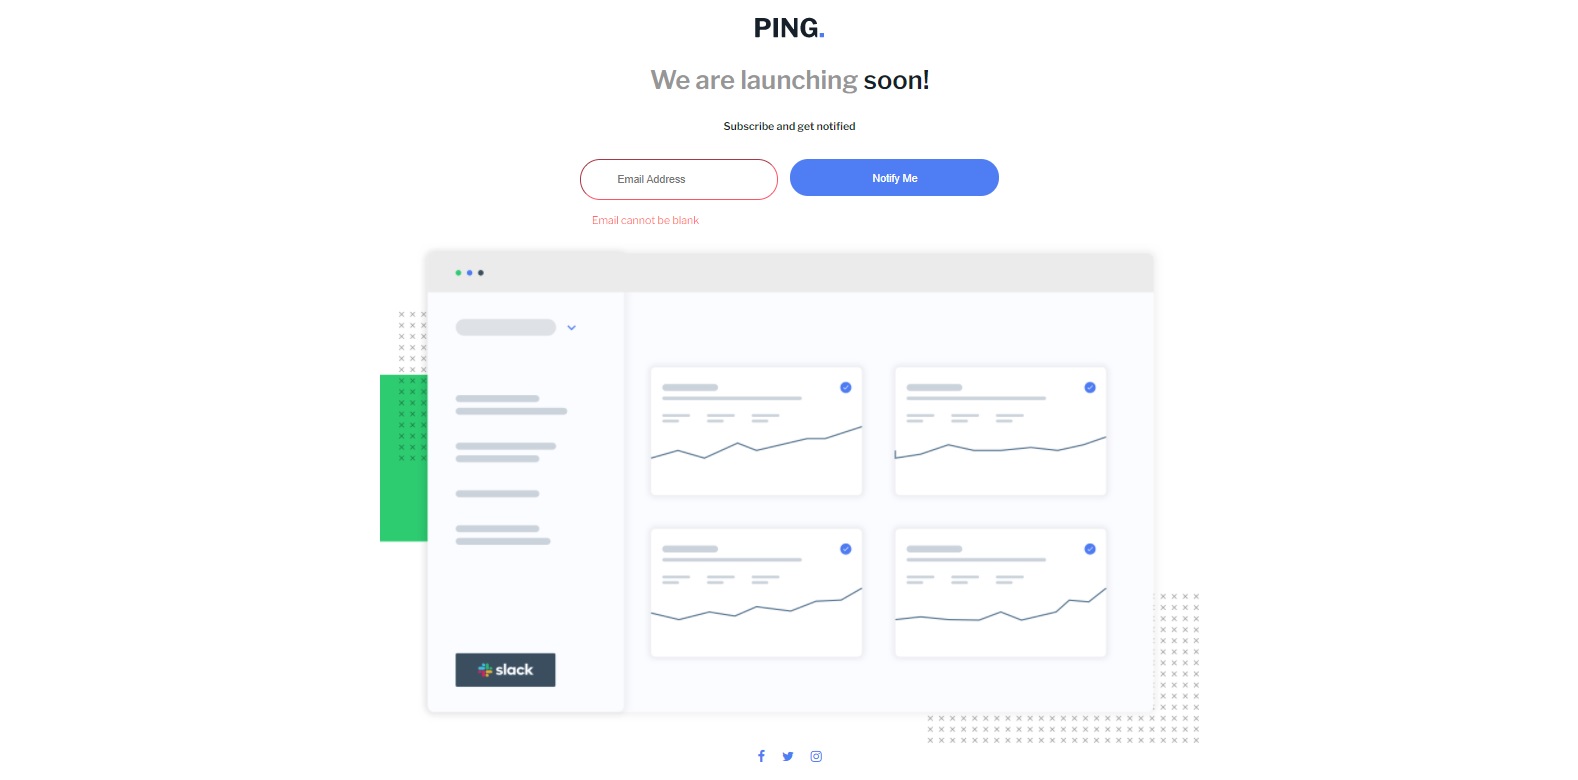 PING.
We are launching soon!
Subscribe and get notified
Email Address
Notify Me
Email cannot be blank
slack